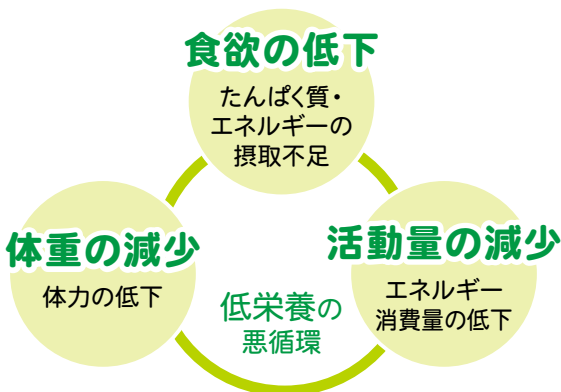 食欲の低下
たんぱく質・
エネルギーの
摂取不足
体重の減少
体力の低下
活動量の減少
エネルギー
消費量の低下
低栄養の
悪循環